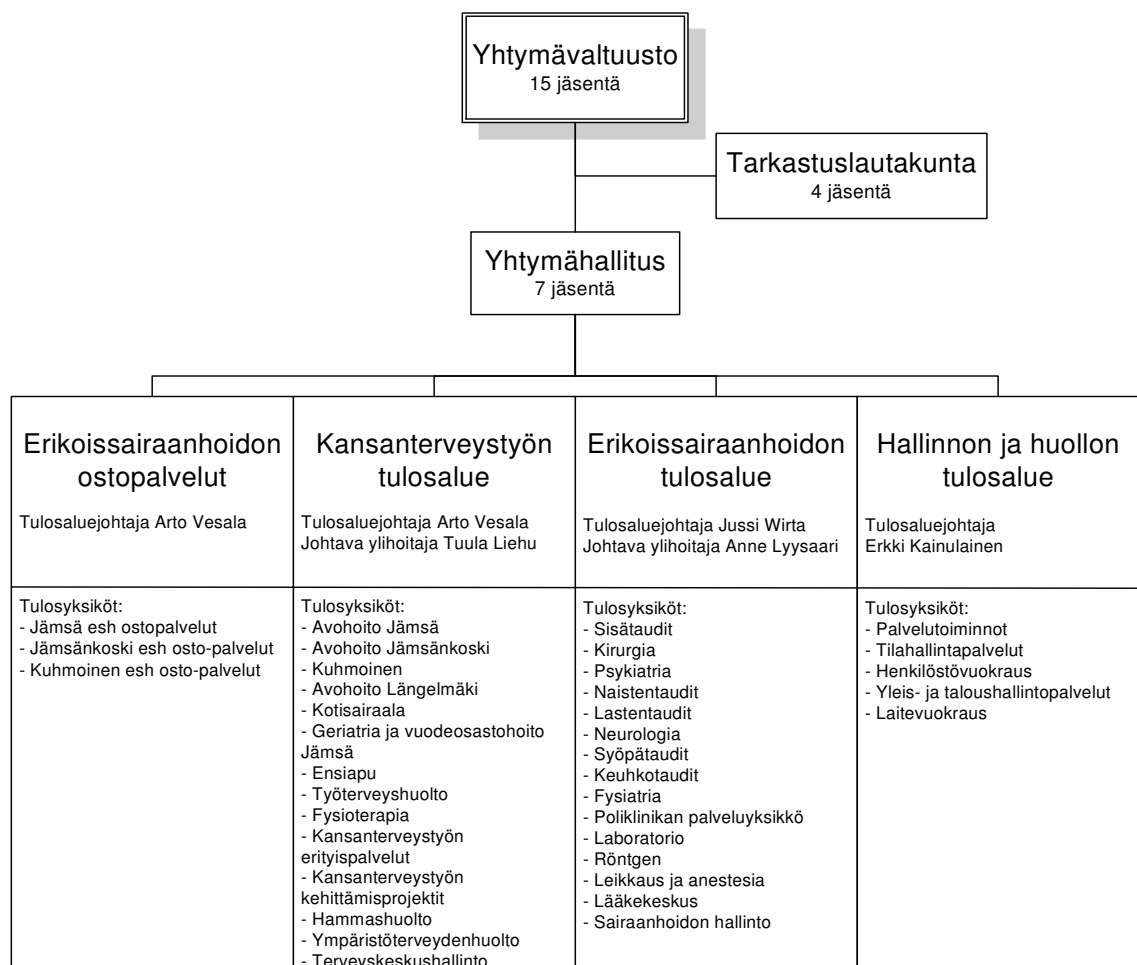 Yhtymävaltuusto
15 jäsentä
Tarkastuslautakunta
4 jäsentä
Yhtymähallitus
7 jäsentä
Erikoissairaanhoidon
ostopalvelut
Tulosaluejohtaja Arto Vesala
Tulosyksiköt:
- Jämsä esh ostopalvelut
- Jämsänkoski esh osto-palvelut
- Kuhmoinen esh osto-palvelut
Kansanterveystyön
tulosalue
Tulosaluejohtaja Arto Vesala
Johtava ylihoitaja Tuula Liehu
Tulosyksiköt:
- Avohoito Jämsä
- Avohoito Jämsänkoski
- Kuhmoinen
- Avohoito Längelmäki
- Kotisairaala
- Geriatria ja vuodeosastohoito
Jämsä
- Ensiapu
- Työterveyshuolto
- Fysioterapia
- Kansanterveystyön
erityispalvelut
- Kansanterveystyön
kehittämisprojektit
- Hammashuolto
- Ympäristöterveydenhuolto
- Terveyskeskushallinto
Erikoissairaanhoidon
tulosalue
Tulosaluejohtaja Jussi Wirta
Johtava ylihoitaja Anne Lyysaari
Tulosyksiköt:
- Sisätaudit
- Kirurgia
- Psykiatria
- Naistentaudit
- Lastentaudit
- Neurologia
- Syöpätaudit
- Keuhkotaudit
- Fysiatria
- Poliklinikan palveluyksikkö
- Laboratorio
- Röntgen
- Leikkaus ja anestesia
- Lääkekeskus
- Sairaanhoidon hallinto
Hallinnon ja huollon
tulosalue
Tulosaluejohtaja
Erkki Kainulainen
Tulosyksiköt:
- Palvelutoiminnot
- Tilahallintapalvelut
- Henkilöstövuokraus
- Yleis- ja taloushallintopalvelut
- Laitevuokraus